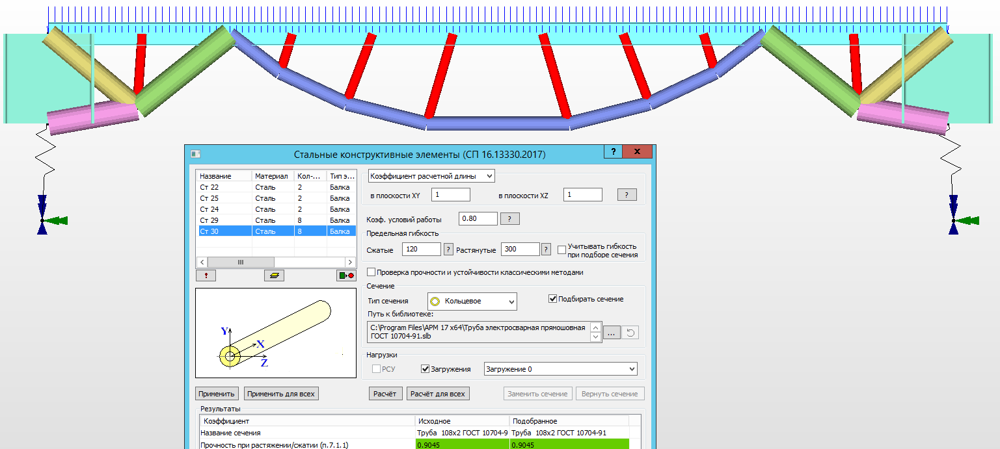 Стальные конструктивные элементы (СП 16.13330.2017)
?
x
Название Материал Кол-... Тип э...
Ст 22 Сталь 2 Балка
Ст 25 Сталь 2 Балка
Ст 24 Сталь 2 Балка
Ст 29 Сталь 8 Балка
Ст 30 Сталь 8 Балка
!
Y
X
Z
Коэффициент расчетной длины
в плоскости XY 1 в плоскости XZ 1 ?
Коэф. условий работы 0.80 ?
Предельная гибкость
Сжатые 120 ? Растянутые 300 ? Учитывать гибкость
при подборе сечения
Проверка прочности и устойчивости классическими методами
Сечение
Тип сечения Кольцевое Подбирать сечение
Путь к библиотеке:
C:\Program Files\APM 17 x64\Труба электросварная прямошовная
ГОСТ 10704-91.slb
...
Нагрузки
РСУ Загружения Загружение 0
Применить Применить для всех Расчёт Расчёт для всех Заменить сечение Вернуть сечение
Результаты
Коэффициент Исходное Подобранное
Название сечения Труба 108x2 ГОСТ 10704-9 Труба 108x2 ГОСТ 10704-91
Прочность при растяжении/сжатии (п.7.1.1) 0.9045 0.9045